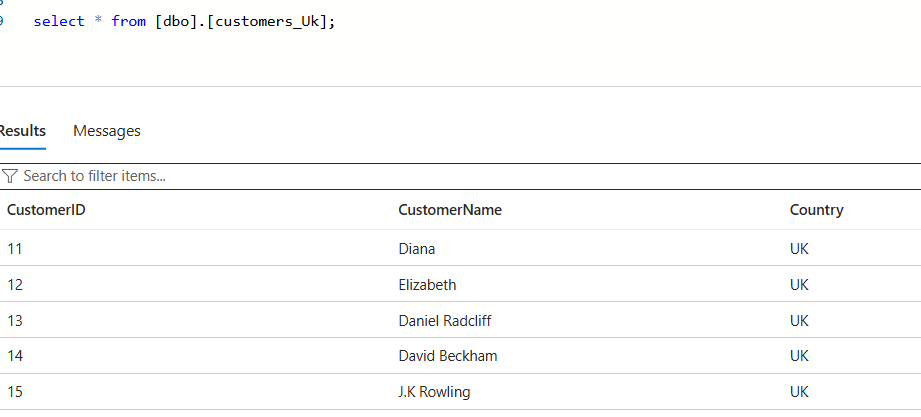 9 select * from [dbo].[customers_Uk];
Results Messages
Search to filter items...
CustomerID CustomerName Country
11 Diana UK
12 Elizabeth UK
13 Daniel Radcliff UK
14 David Beckham UK
15 J.K Rowling UK